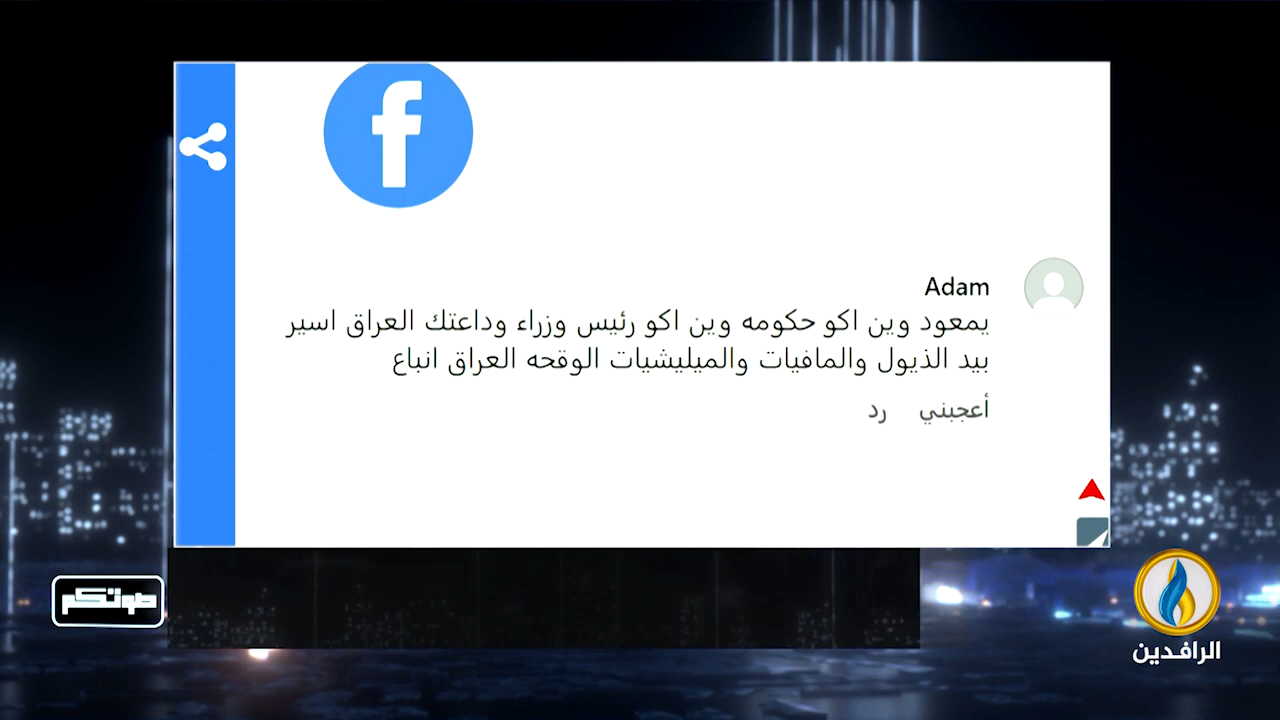 Adam
يمعود وين اكو حكومه وين اكو رئيس وزراء وداعتك العراق اسير
بيد الذيول والمافيات والميليشيات الوقحه العراق انباع
أعجبني رد
صوتكم
الرافدين